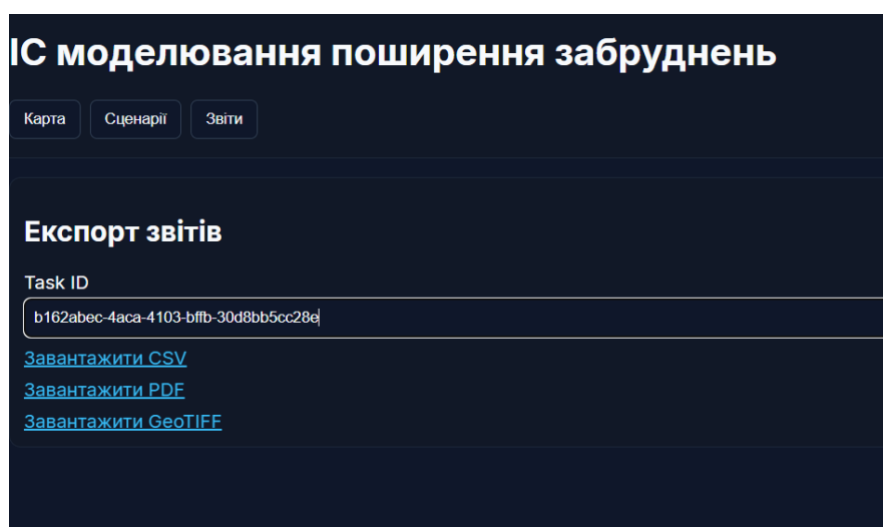 ІС моделювання поширення забруднень
Карта Сценарії Звіти
Експорт звітів
Task ID
b162abec-4aca-4103-bffb-30d8bb5cc28e
Завантажити CSV
Завантажити PDF
Завантажити GeoTIFF